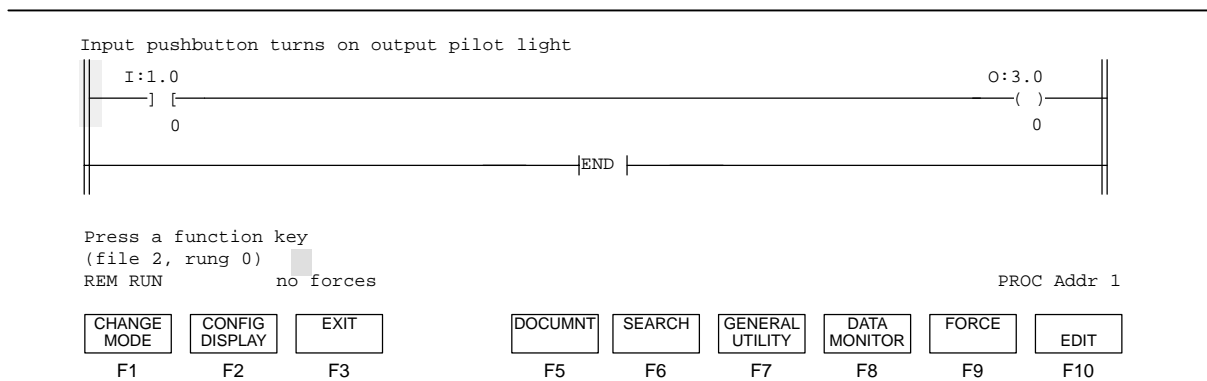 Input pushbutton turns on output pilot light
I:1.0 O:3.0
] [ ( )
0 0
END
Press a function key
(file 2, rung 0)
REM RUN no forces PROC Addr 1
CHANGE MODE CONFIG DISPLAY EXIT DOCUMNT SEARCH GENERAL UTILITY DATA MONITOR FORCE EDIT
F1 F2 F3 F5 F6 F7 F8 F9 F10